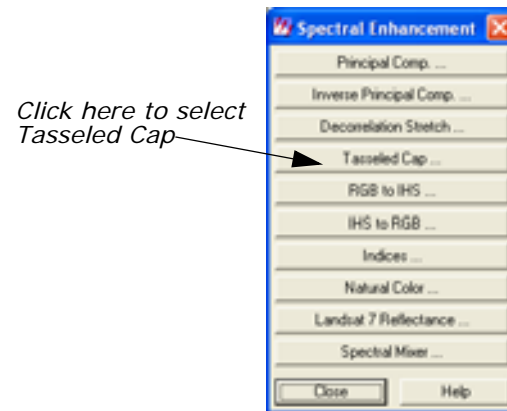 Spectral Enhancement
Principal Comp. ...
Inverse Principal Comp. ...
Decorrelation Stretch ...
Click here to select
Tasseled Cap
Tasseled Cap ...
RGB to IHS ...
IHS to RGB ...
Indices ...
Natural Color ...
Landsat 7 Reflectance ...
Spectral Mixer ...
Close Help